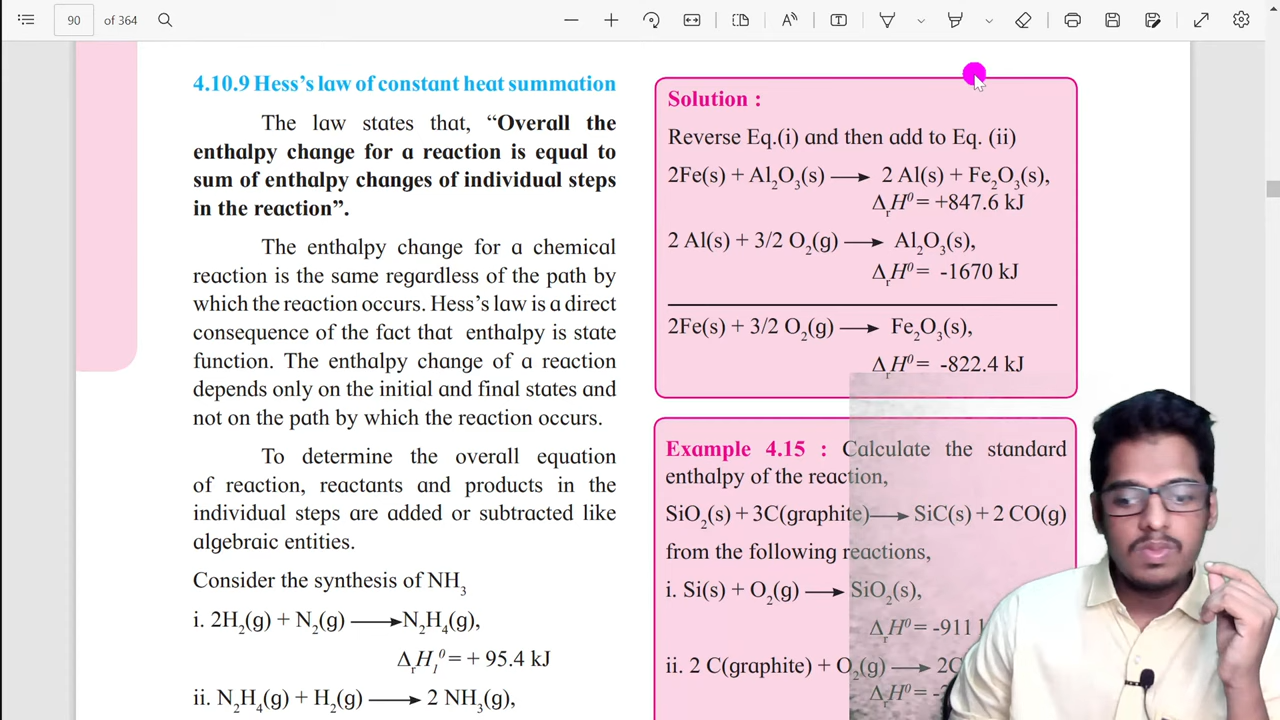 90 of 364
4.10.9 Hess's law of constant heat summation
The law states that, “Overall the
enthalpy change for a reaction is equal to
sum of enthalpy changes of individual steps
in the reaction”.
The enthalpy change for a chemical
reaction is the same regardless of the path by
which the reaction occurs. Hess's law is a direct
consequence of the fact that enthalpy is state
function. The enthalpy change of a reaction
depends only on the initial and final states and
not on the path by which the reaction occurs.
To determine the overall equation
of reaction, reactants and products in the
individual steps are added or subtracted like
algebraic entities.
Consider the synthesis of NH₃
i. 2H₂(g) + N₂(g) ⟶ N₂H₄(g),
ΔᵣH₁⁰ = + 95.4 kJ
ii. N₂H₄(g) + H₂(g) ⟶ 2 NH₃(g),
Solution :
Reverse Eq.(i) and then add to Eq. (ii)
2Fe(s) + Al₂O₃(s) ⟶ 2 Al(s) + Fe₂O₃(s),
ΔᵣH⁰ = +847.6 kJ
2 Al(s) + 3/2 O₂(g) ⟶ Al₂O₃(s),
ΔᵣH⁰ = -1670 kJ
2Fe(s) + 3/2 O₂(g) ⟶ Fe₂O₃(s),
ΔᵣH⁰ = -822.4 kJ
Example 4.15 : Calculate the standard
enthalpy of the reaction,
SiO₂(s) + 3C(graphite) ⟶ SiC(s) + 2 CO(g)
from the following reactions,
i. Si(s) + O₂(g) ⟶ SiO₂(s),
ΔᵣH⁰ = -911
ii. 2 C(graphite) + O₂(g) ⟶ 2C
ΔᵣH⁰ = -